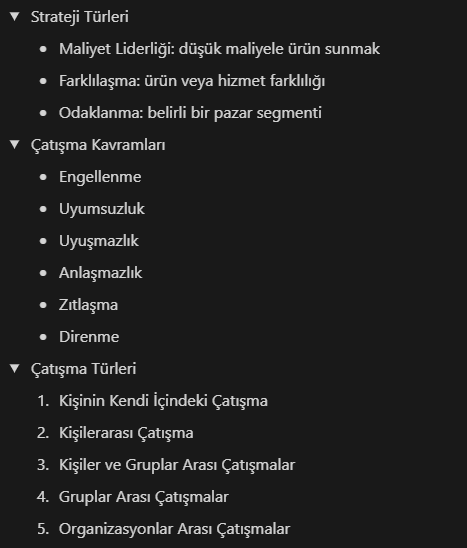 ▼ Strateji Türleri
• Maliyet Liderliği: düşük maliyele ürün sunmak
• Farklılaşma: ürün veya hizmet farklılığı
• Odaklanma: belirli bir pazar segmenti
▼ Çatışma Kavramları
• Engellenme
• Uyumsuzluk
• Uyuşmazlık
• Anlaşmazlık
• Zıtlaşma
• Direnme
▼ Çatışma Türleri
1. Kişinin Kendi İçindeki Çatışma
2. Kişilerarası Çatışma
3. Kişiler ve Gruplar Arası Çatışmalar
4. Gruplar Arası Çatışmalar
5. Organizasyonlar Arası Çatışmalar